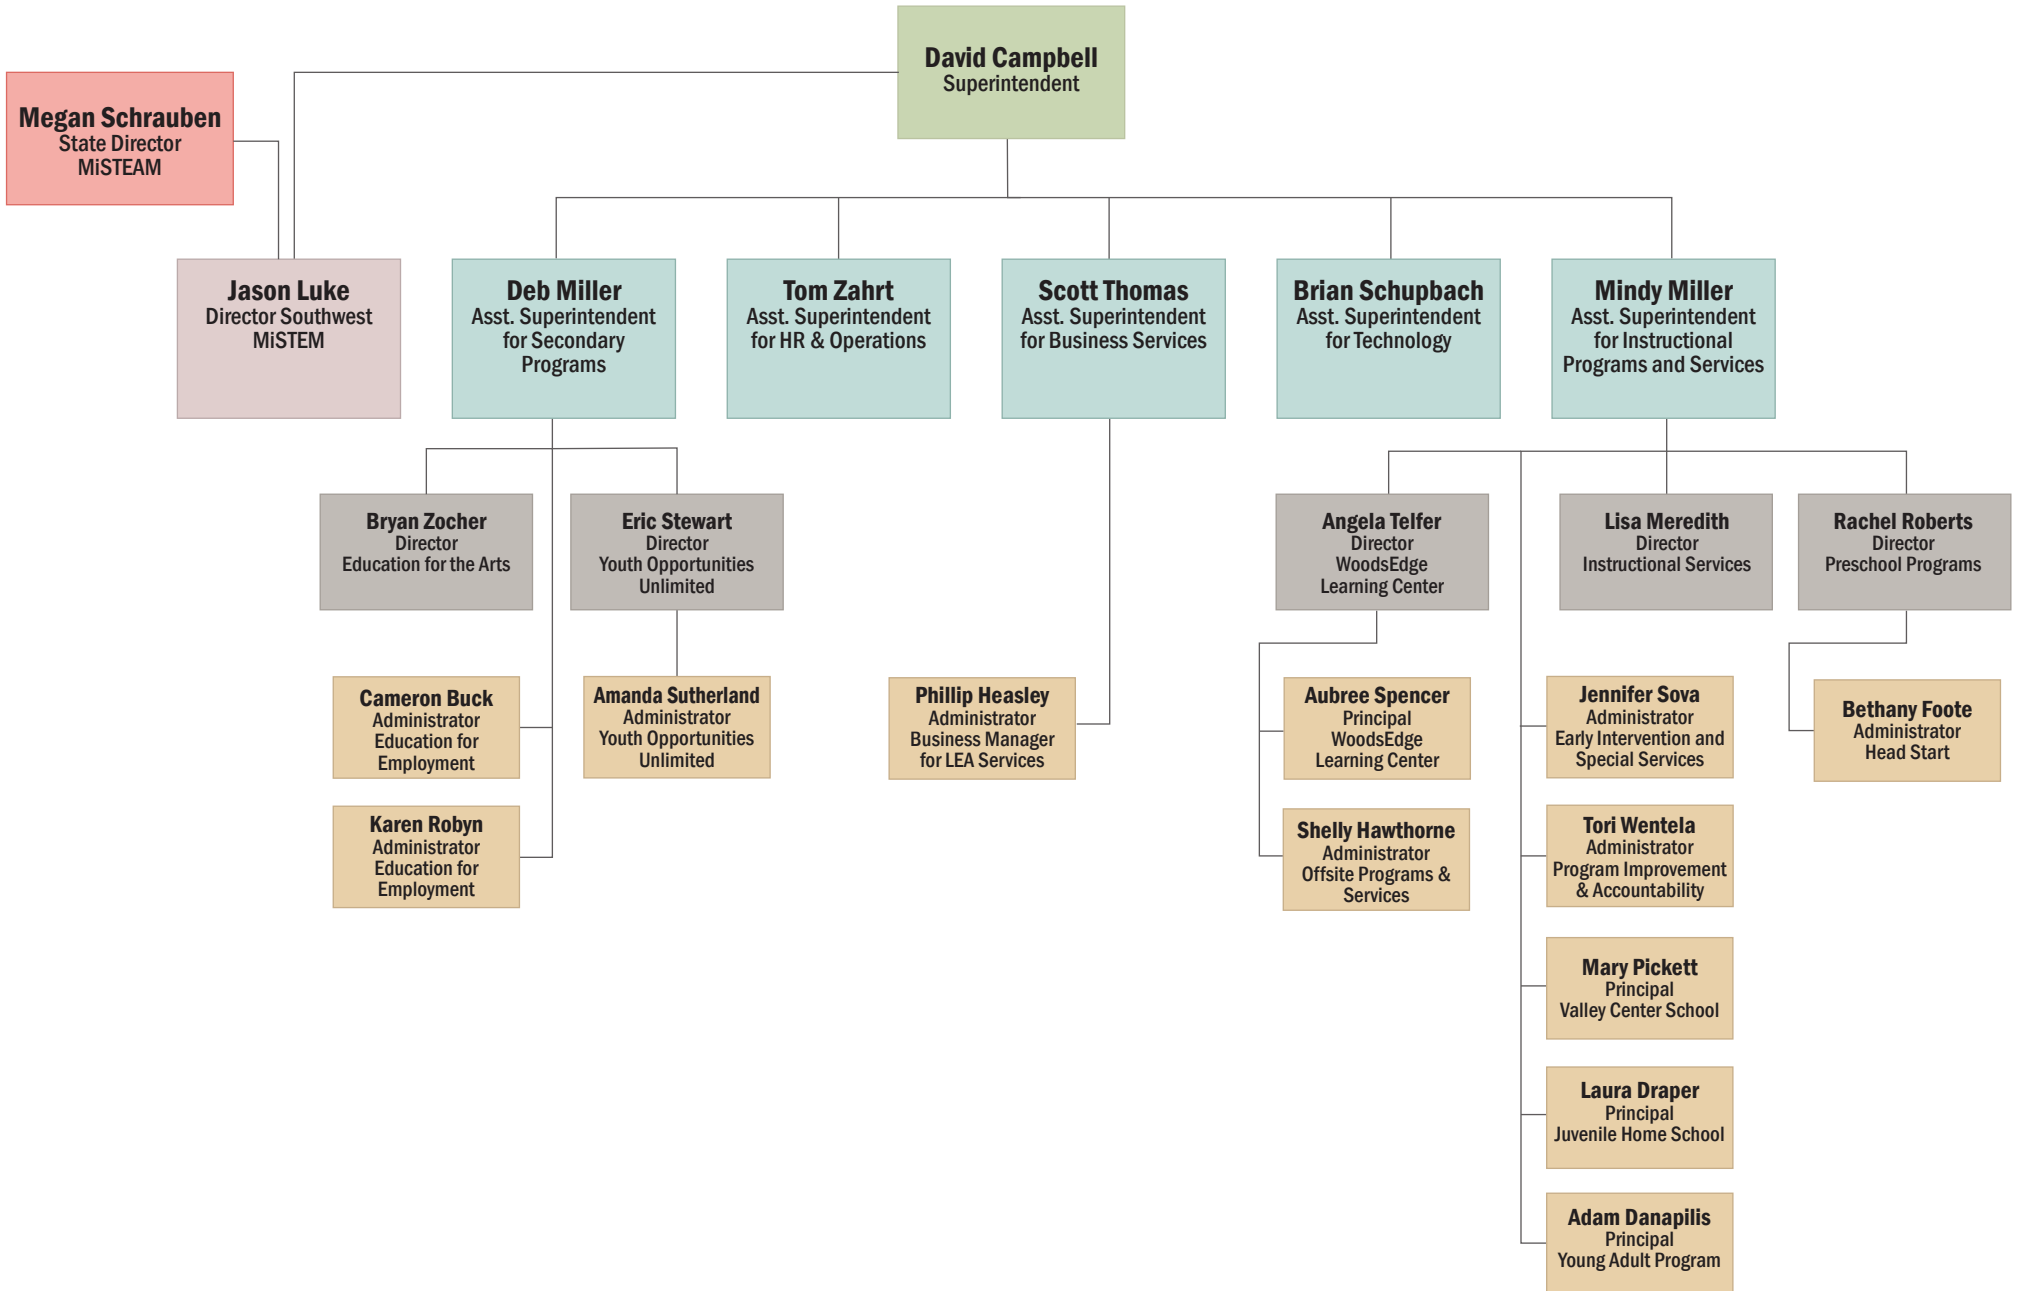 David Campbell
Superintendent
Megan Schrauben
State Director
MiSTEAM
Jason Luke
Director Southwest
MiSTEM
Deb Miller
Asst. Superintendent
for Secondary
Programs
Tom Zahrt
Asst. Superintendent
for HR & Operations
Scott Thomas
Asst. Superintendent
for Business Services
Brian Schupbach
Asst. Superintendent
for Technology
Mindy Miller
Asst. Superintendent
for Instructional
Programs and Services
Bryan Zocher
Director
Education for the Arts
Eric Stewart
Director
Youth Opportunities
Unlimited
Angela Telfer
Director
WoodsEdge
Learning Center
Lisa Meredith
Director
Instructional Services
Rachel Roberts
Director
Preschool Programs
Cameron Buck
Administrator
Education for
Employment
Amanda Sutherland
Administrator
Youth Opportunities
Unlimited
Phillip Heasley
Administrator
Business Manager
for LEA Services
Aubree Spencer
Principal
WoodsEdge
Learning Center
Jennifer Sova
Administrator
Early Intervention and
Special Services
Bethany Foote
Administrator
Head Start
Karen Robyn
Administrator
Education for
Employment
Shelly Hawthorne
Administrator
Offsite Programs &
Services
Tori Wentela
Administrator
Program Improvement
& Accountability
Mary Pickett
Principal
Valley Center School
Laura Draper
Principal
Juvenile Home School
Adam Danapilis
Principal
Young Adult Program